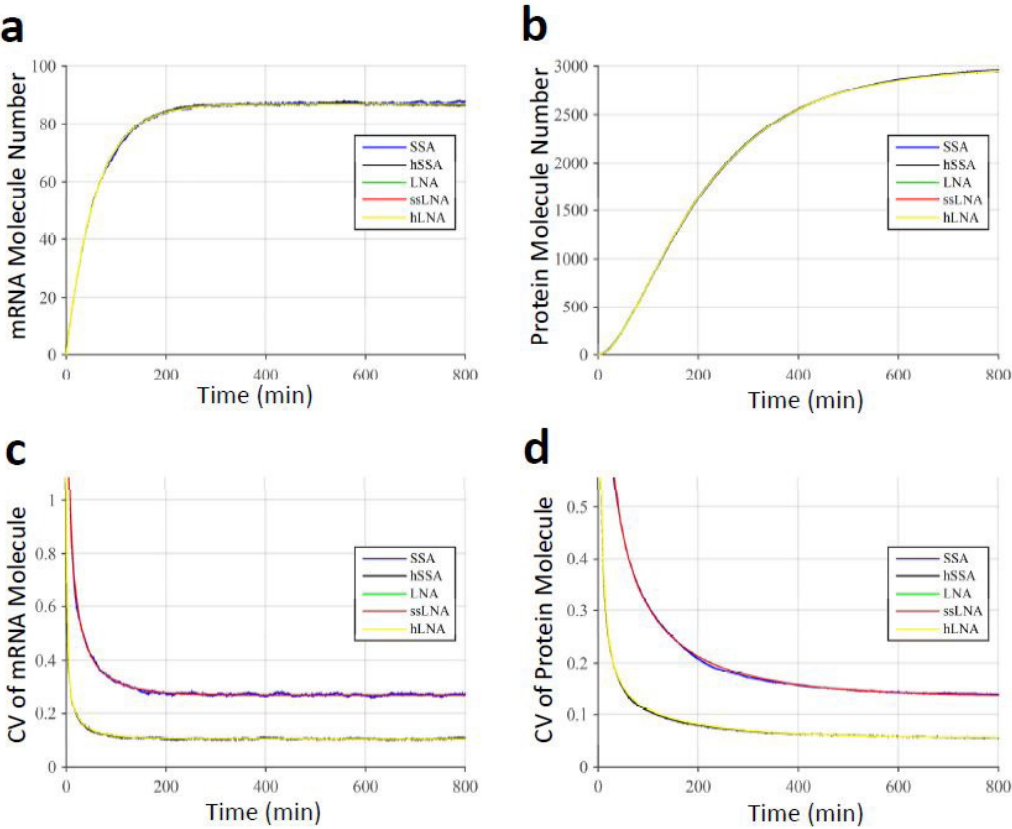 a
mRNA Molecule Number
100
80
60
40
20
0
0 200 400 600 800
Time (min)
SSA
hSSA
LNA
ssLNA
hLNA
b
Protein Molecule Number
3000
2500
2000
1500
1000
500
0
0 200 400 600 800
Time (min)
SSA
hSSA
LNA
ssLNA
hLNA
c
CV of mRNA Molecule
1
0.8
0.6
0.4
0.2
0
0 200 400 600 800
Time (min)
SSA
hSSA
LNA
ssLNA
hLNA
d
CV of Protein Molecule
0.5
0.4
0.3
0.2
0.1
0
0 200 400 600 800
Time (min)
SSA
hSSA
LNA
ssLNA
hLNA